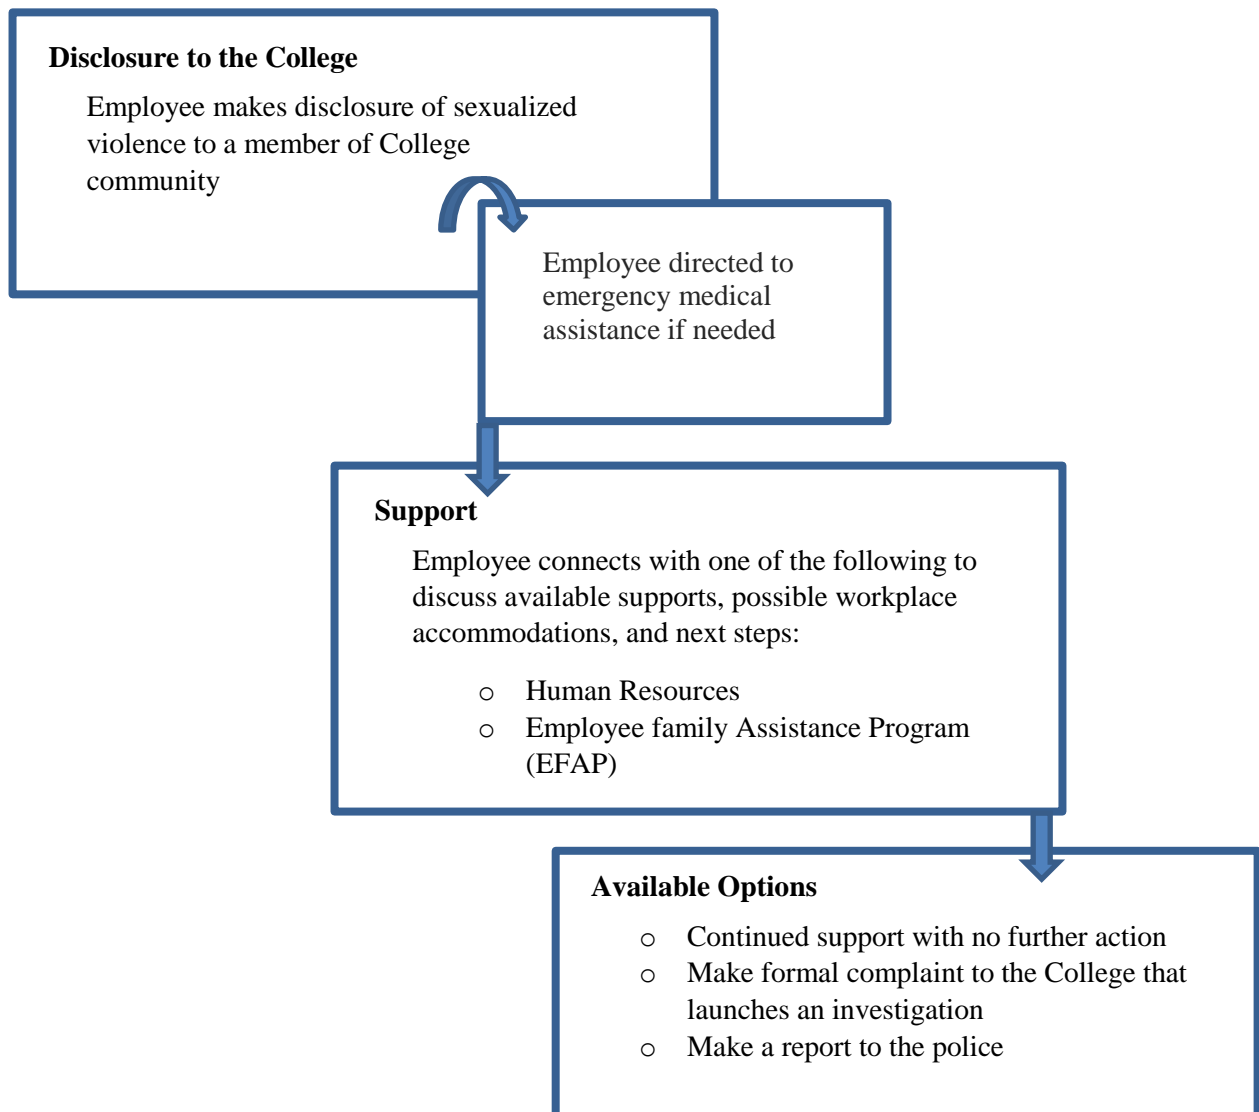 Disclosure to the College
Employee makes disclosure of sexualized
violence to a member of College
community
Employee directed to
emergency medical
assistance if needed
Support
Employee connects with one of the following to
discuss available supports, possible workplace
accommodations, and next steps:
o Human Resources
o Employee family Assistance Program
(EFAP)
Available Options
o Continued support with no further action
o Make formal complaint to the College that
launches an investigation
o Make a report to the police